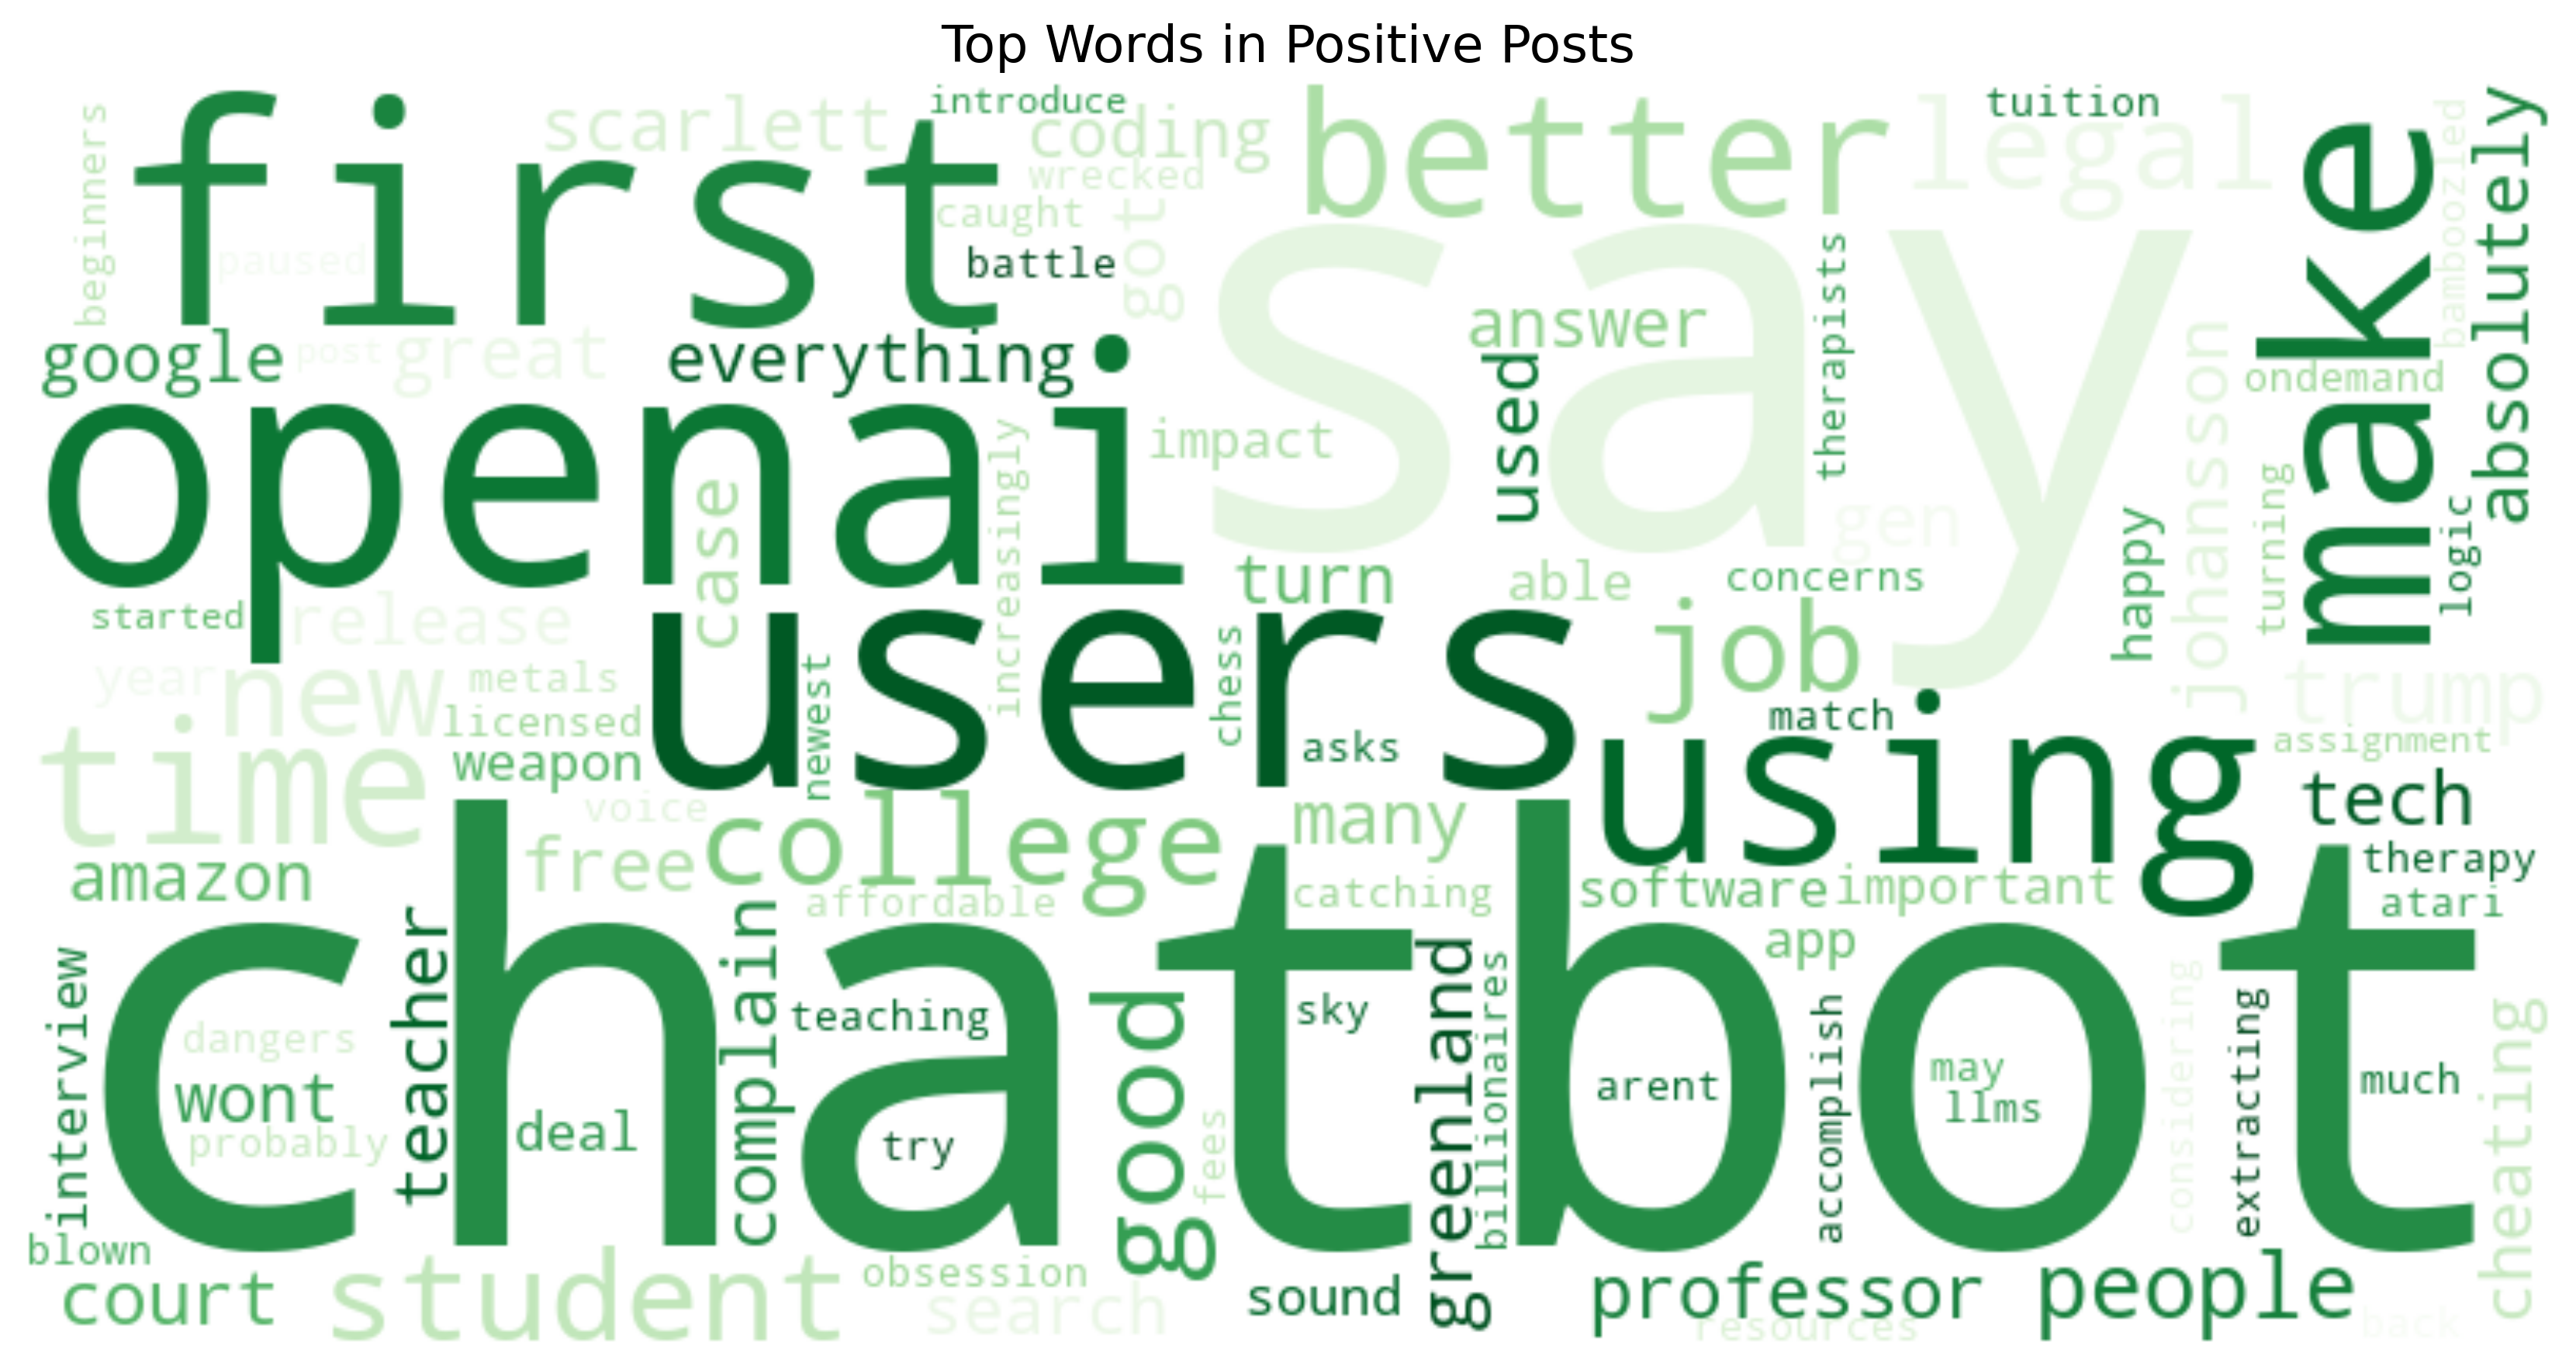 Top Words in Positive Posts
first
scarlett
introduce
coding
better
legal
tuition
make
absolutely
bamboozled
beginners
wrecked
caught
got
battle
paused
say
therapists
answer
google
post
great
everything
used
johansson
ondemand
openai
case
increasingly
impact
gen
happy
turning
logic
turn
able
concerns
started
release
users
job
year
new
metals
licensed
newest
chess
asks
match
using
trump
assignment
time
weapon
voice
college
many
tech
amazon
free
affordable
catching
software
important
therapy
atari
chatbot
app
interview
teacher
complain
teaching
good
sky
greenland
billionaires
arent
accomplish
may
llms
considering
extracting
much
cheating
dangers
wont
probably
deal
try
fees
blown
court
student
obsession
search
sound
professor
resources
people
back